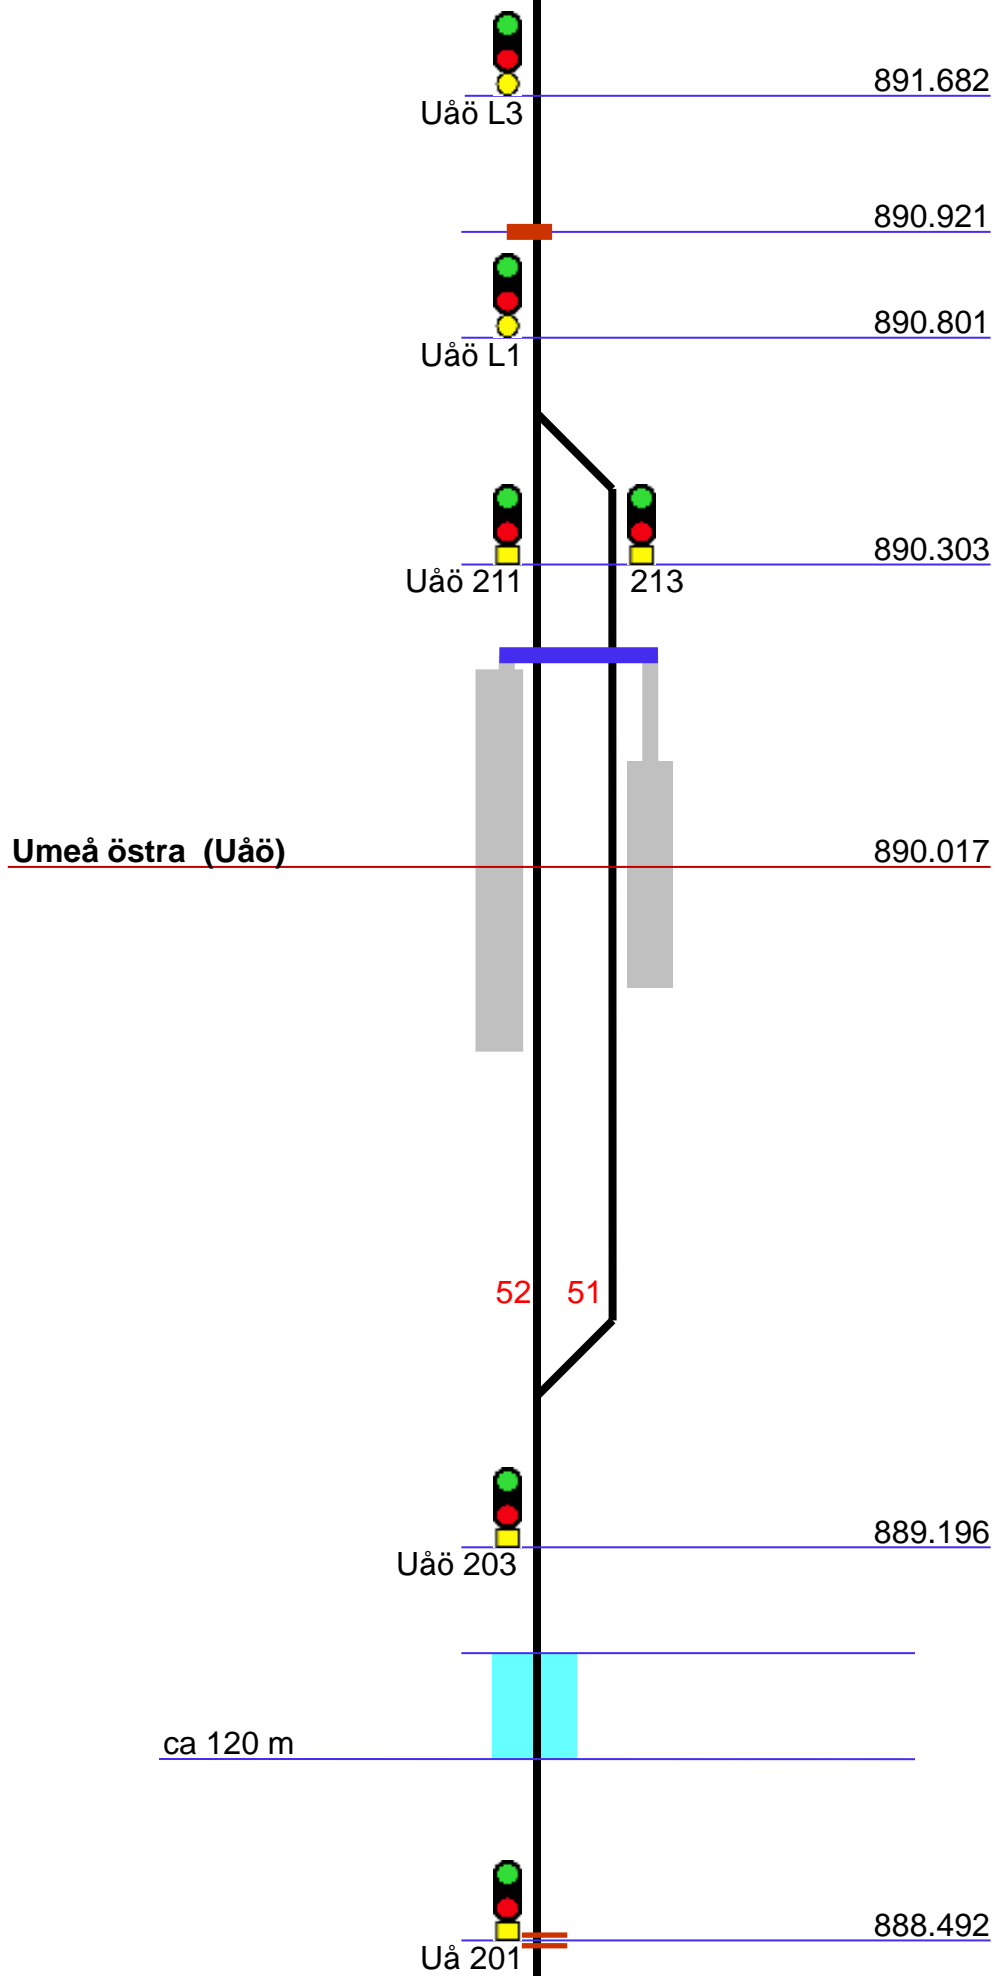 891.682
Uåö L3
890.921
890.801
Uåö L1
890.303
Uåö 211
213
Umeå östra (Uåö)
890.017
52
51
889.196
Uåö 203
ca 120 m
888.492
Uå 201